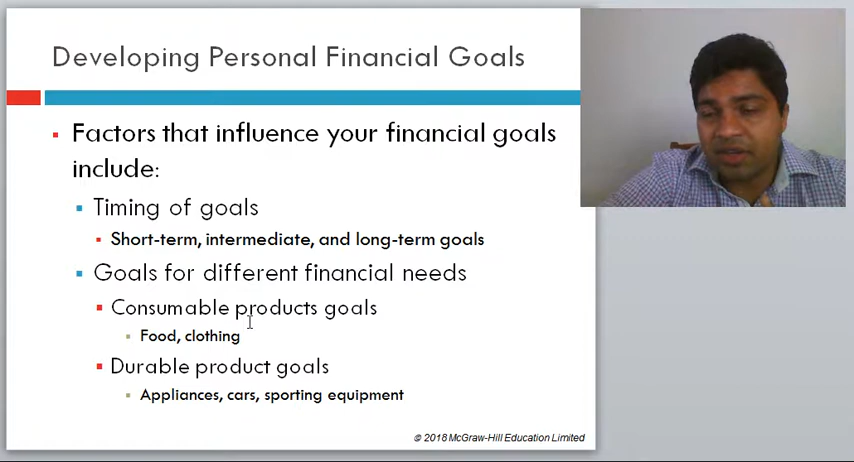 Developing Personal Financial Goals
Factors that influence your financial goals
include:
Timing of goals
Short-term, intermediate, and long-term goals
Goals for different financial needs
Consumable products goals
Food, clothing
Durable product goals
Appliances, cars, sporting equipment
© 2018 McGraw-Hill Education Limited